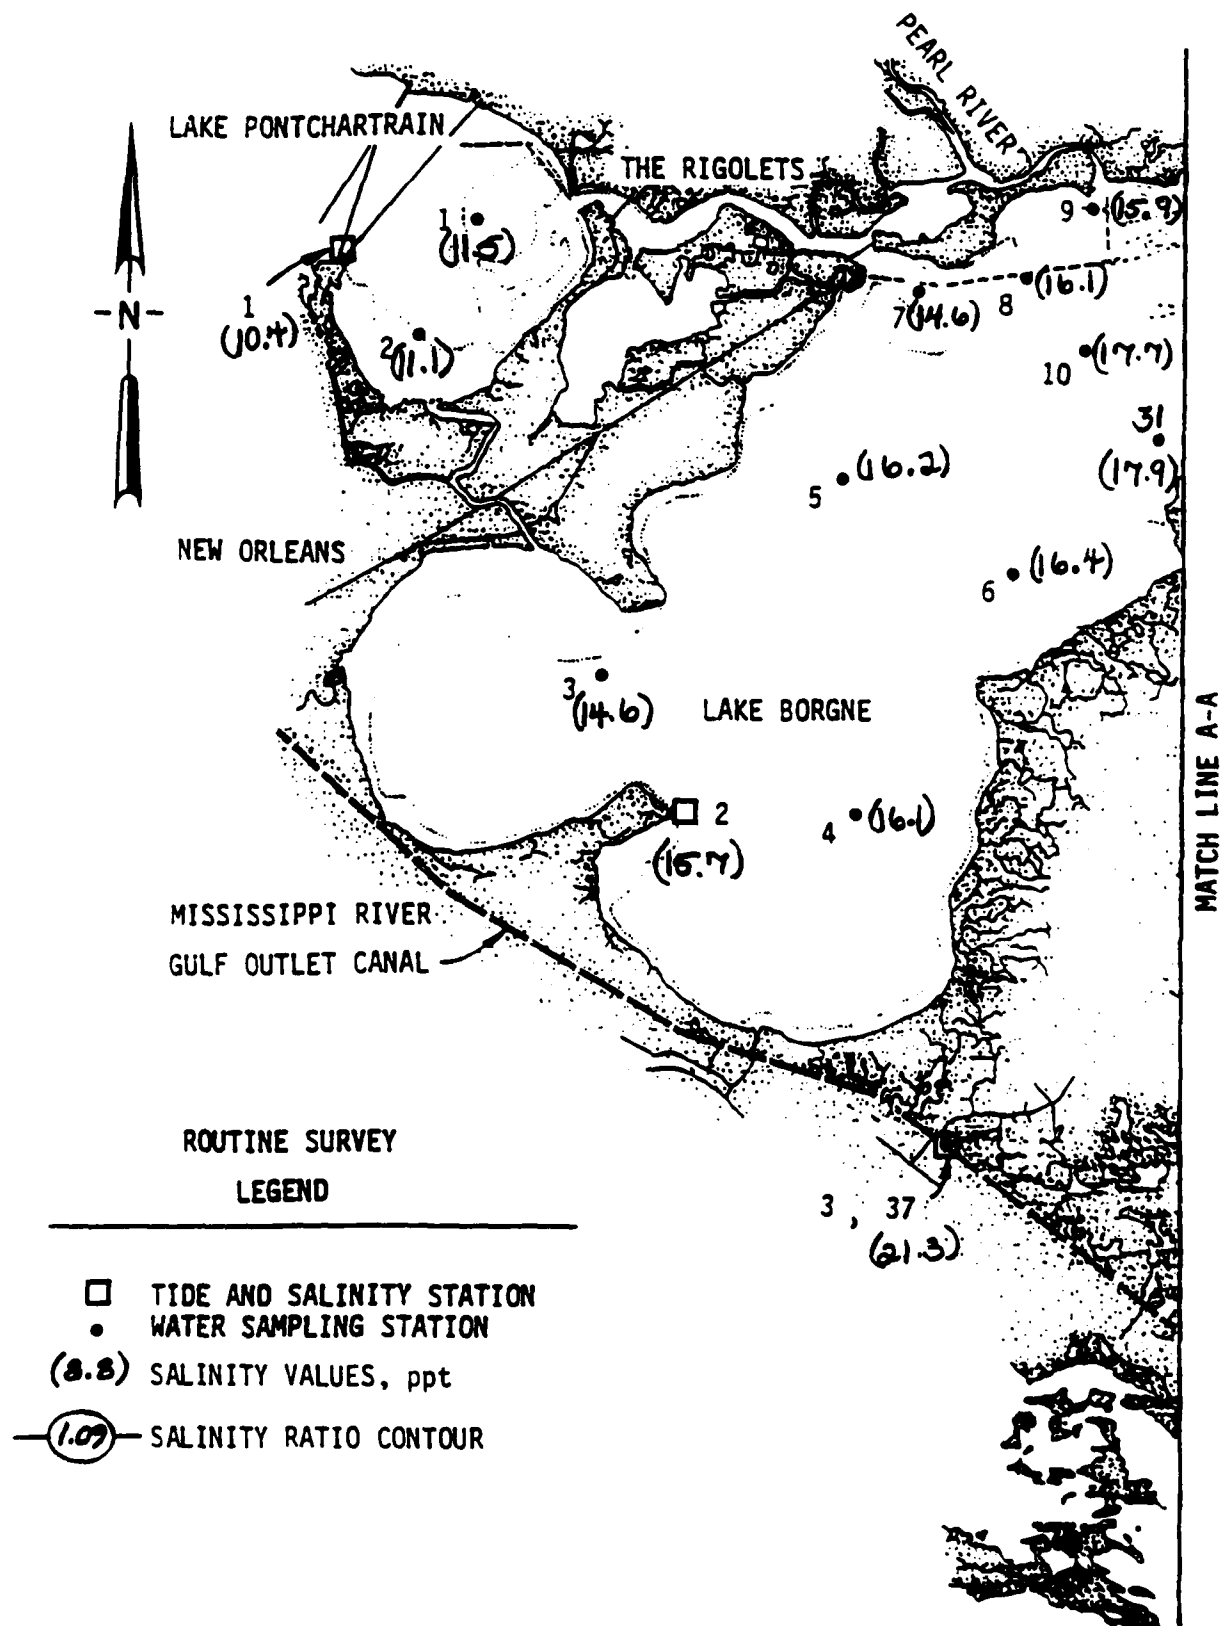 PEARL RIVER
LAKE PONTCHARTRAIN
THE RIGOLETS
1
(11.5)
9 (15.9)
1
(10.4)
- N -
2 (11.1)
7 (14.6)
8 (16.1)
10 (17.7)
31
(17.9)
5 (16.2)
NEW ORLEANS
6 (16.4)
3
(14.6)
LAKE BORGNE
MATCH LINE A-A
2
(15.7)
4 (16.1)
MISSISSIPPI RIVER
GULF OUTLET CANAL
ROUTINE SURVEY
LEGEND
3 , 37
(21.3)
TIDE AND SALINITY STATION
WATER SAMPLING STATION
(8.8) SALINITY VALUES, ppt
1.09 SALINITY RATIO CONTOUR